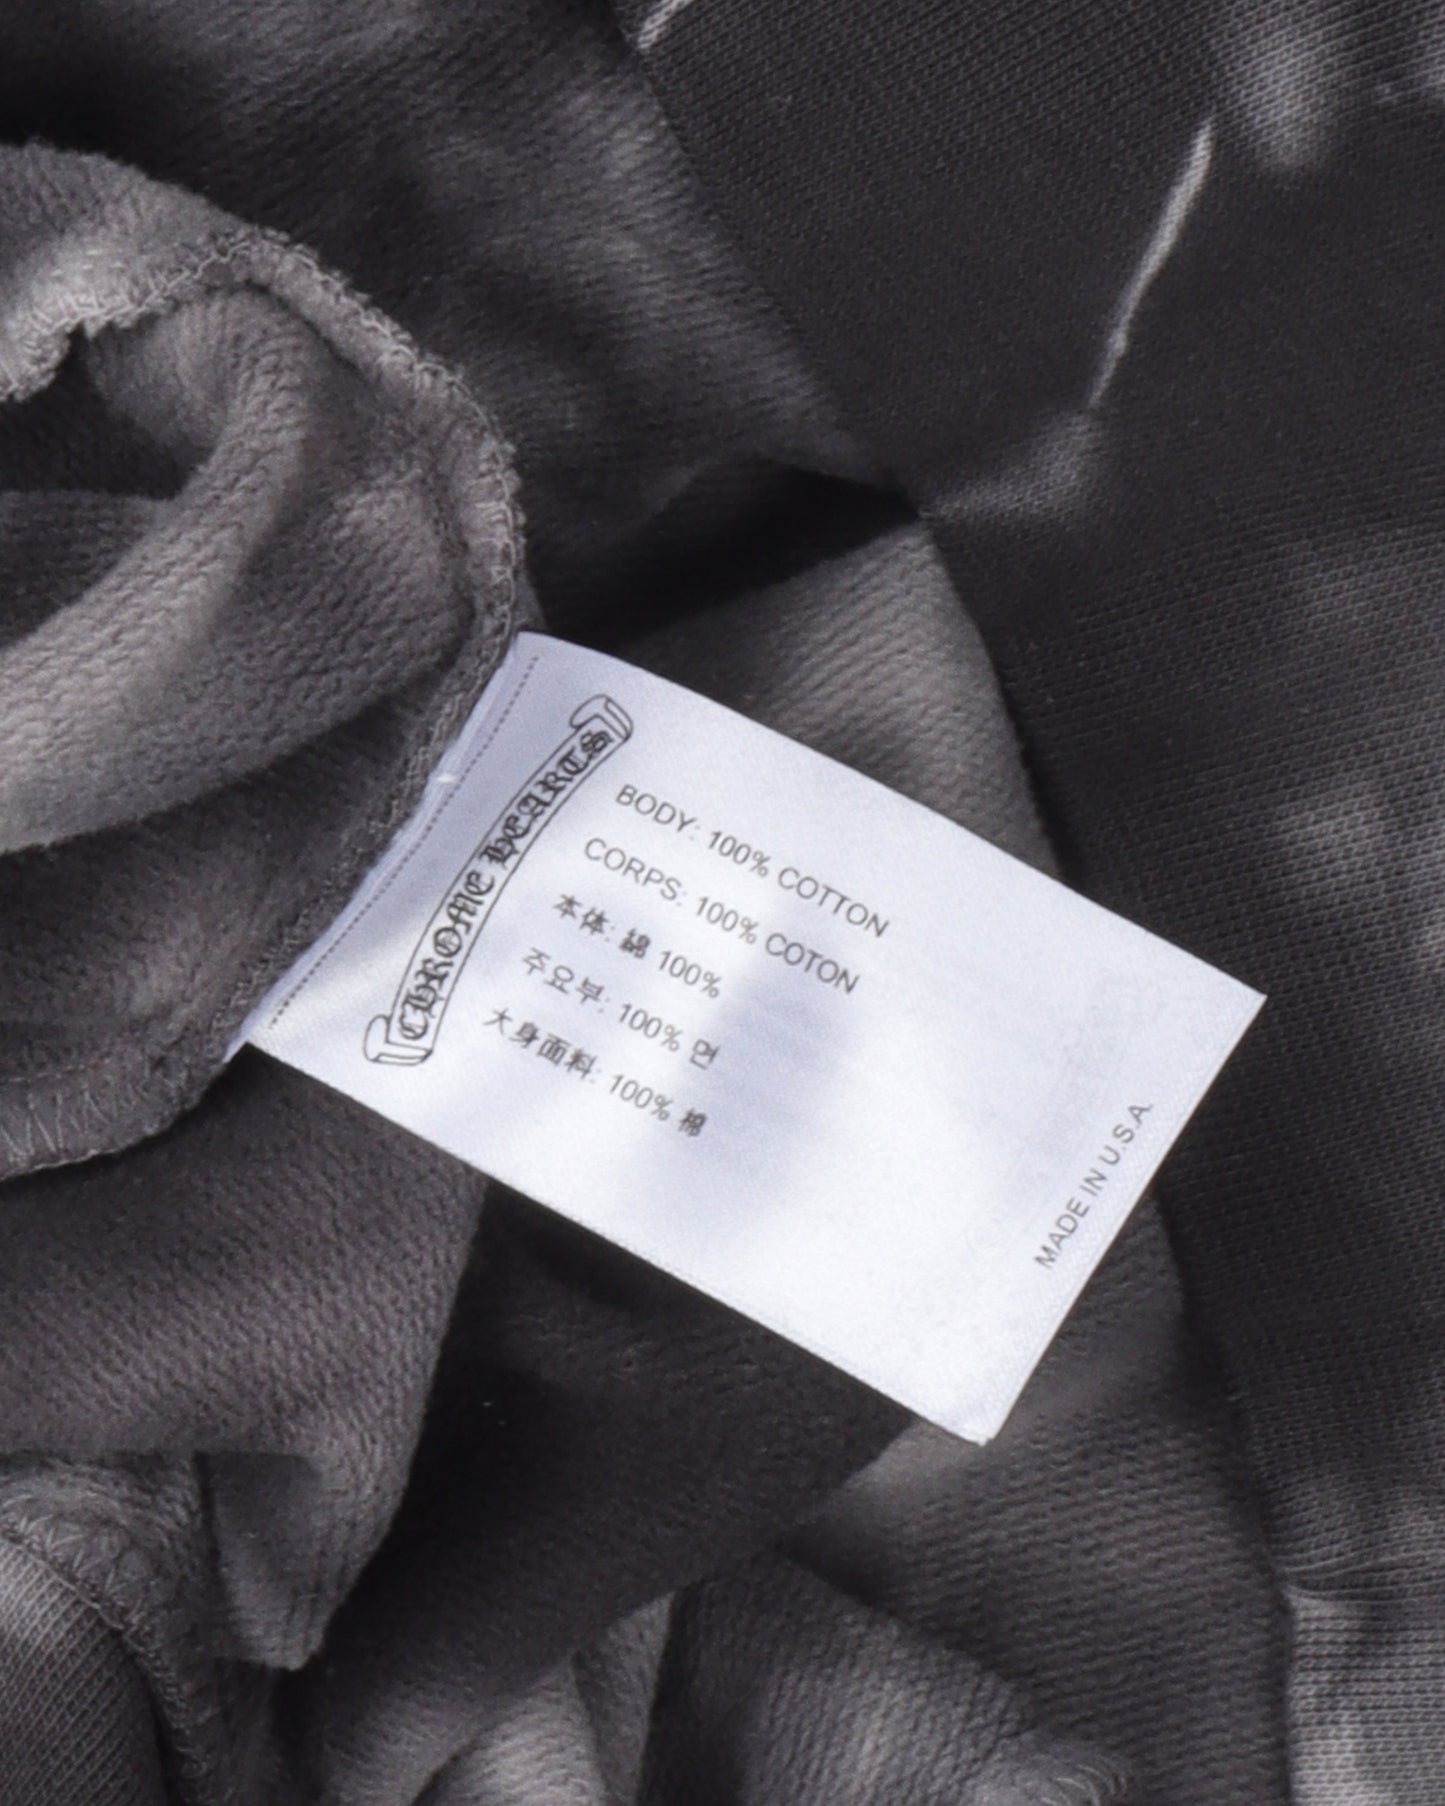 CHROME HEARTS
BODY: 100% COTTON
CORPS: 100% COTON
本体: 綿 100%
주요부: 100% 면
大身面料: 100% 棉
MADE IN U.S.A.